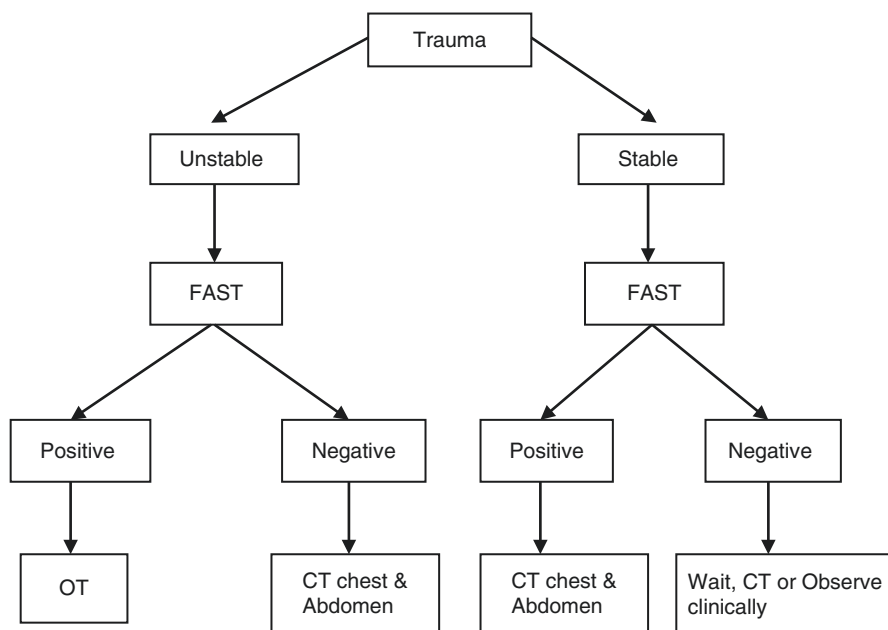 Trauma
Unstable
Stable
FAST
FAST
Positive
Negative
Positive
Negative
OT
CT chest &
Abdomen
CT chest &
Abdomen
Wait, CT or Observe
clinically